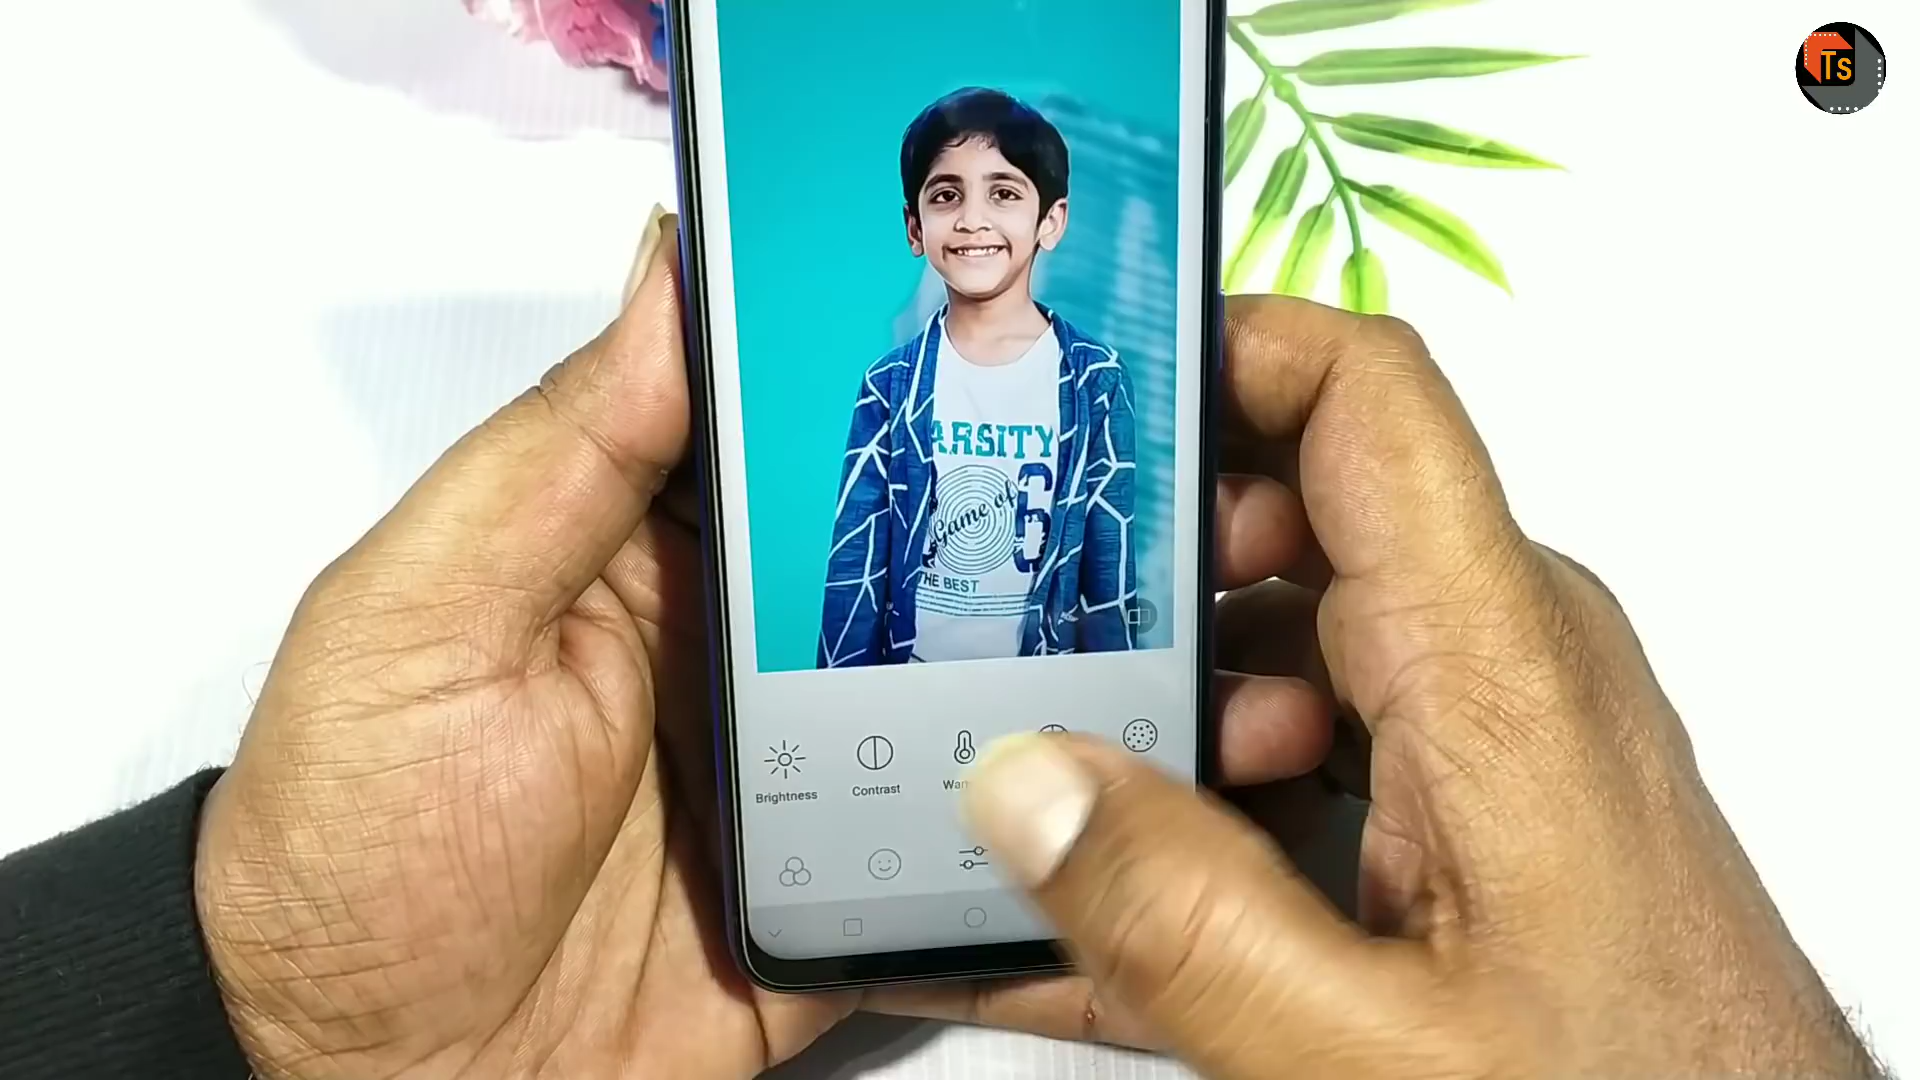 Ts
ARSITY
Game of
6
THE BEST
Brightness
Contrast